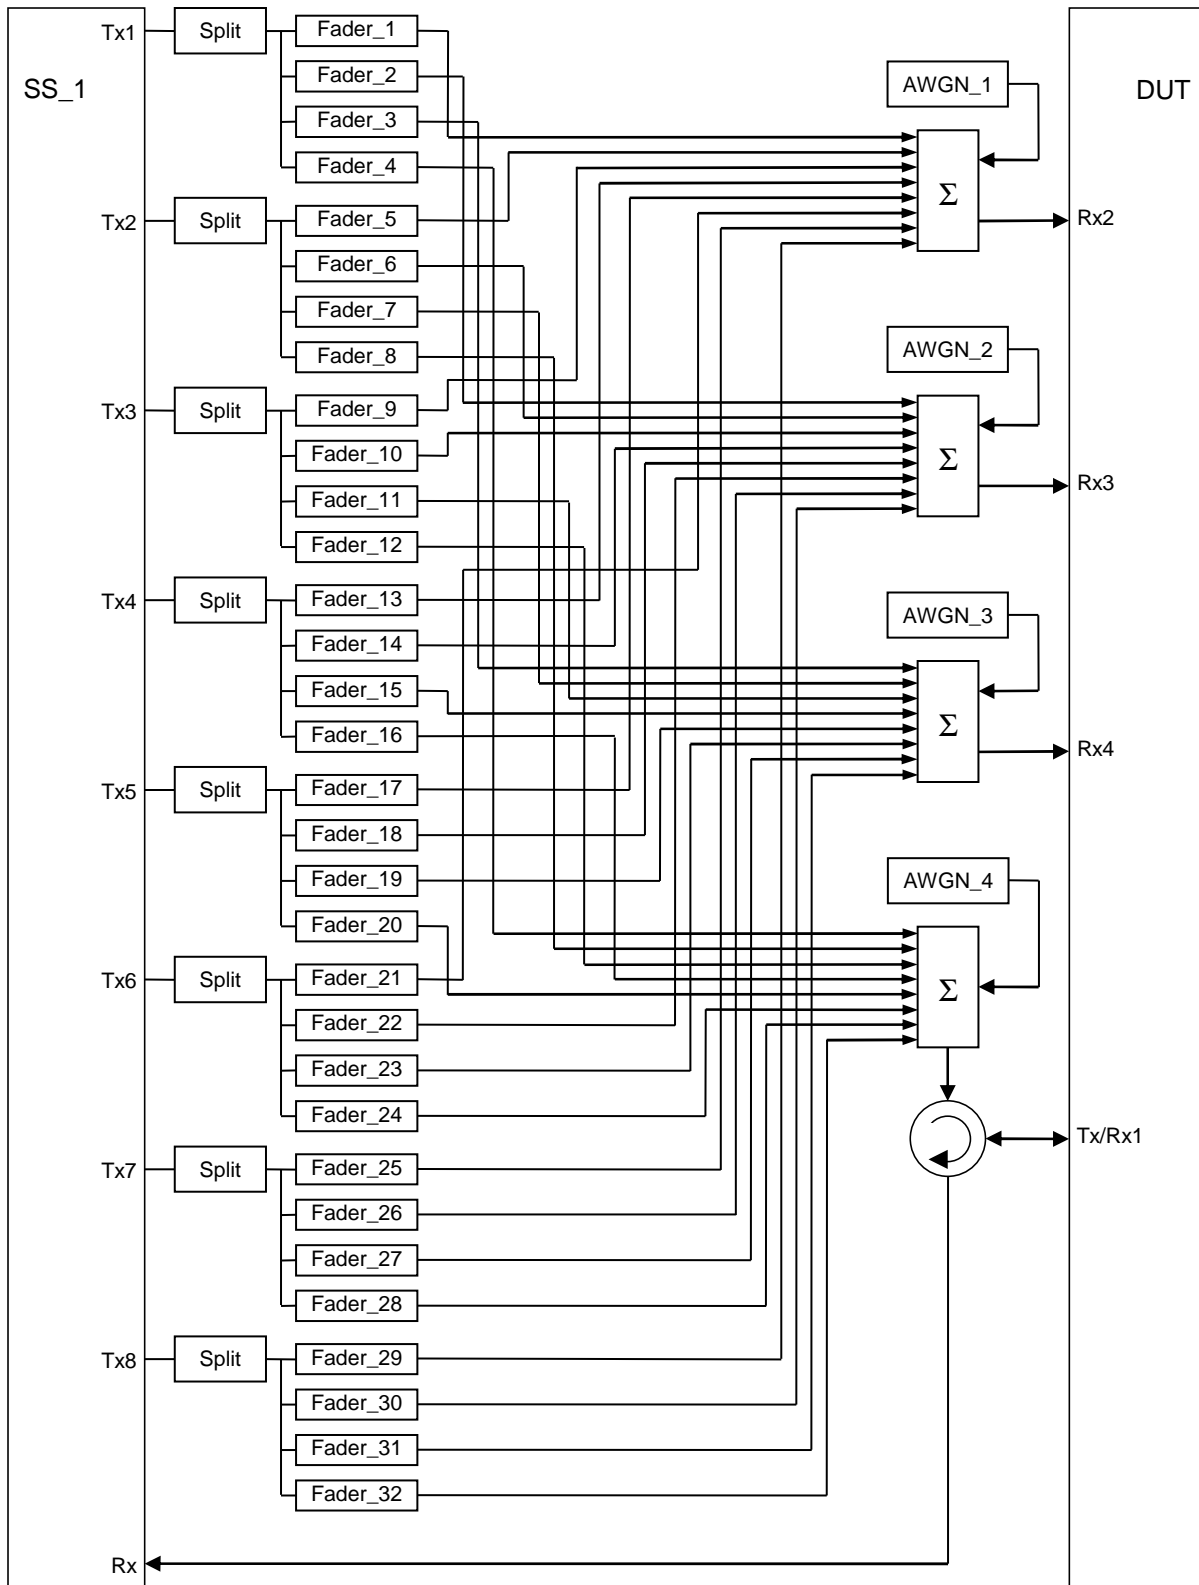 SS_1
DUT
Tx1
Split
Fader_1
Fader_2
Fader_3
Fader_4
Tx2
Split
Fader_5
Fader_6
Fader_7
Fader_8
Tx3
Split
Fader_9
Fader_10
Fader_11
Fader_12
Tx4
Split
Fader_13
Fader_14
Fader_15
Fader_16
Tx5
Split
Fader_17
Fader_18
Fader_19
Fader_20
Tx6
Split
Fader_21
Fader_22
Fader_23
Fader_24
Tx7
Split
Fader_25
Fader_26
Fader_27
Fader_28
Tx8
Split
Fader_29
Fader_30
Fader_31
Fader_32
Rx
AWGN_1
Σ
Rx2
AWGN_2
Σ
Rx3
AWGN_3
Σ
Rx4
AWGN_4
Σ
Tx/Rx1